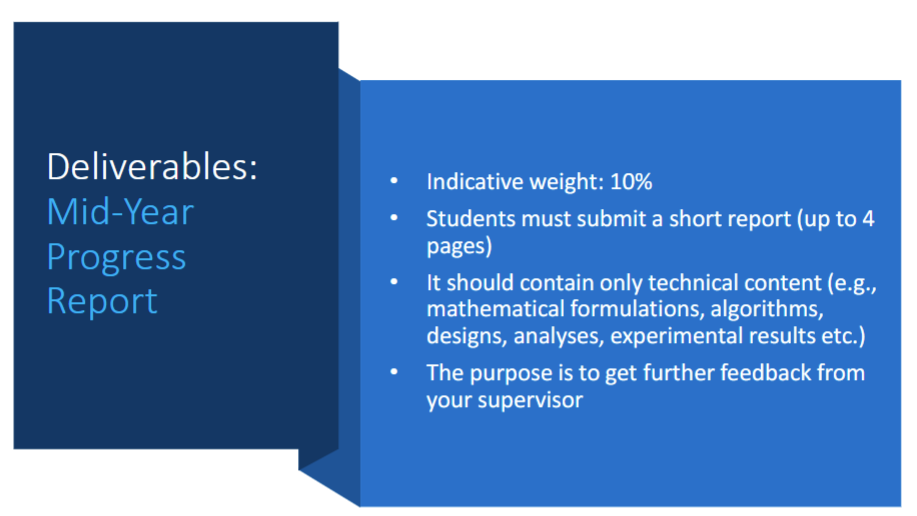 Deliverables:
Mid-Year
Progress
Report
• Indicative weight: 10%
• Students must submit a short report (up to 4
pages)
• It should contain only technical content (e.g.,
mathematical formulations, algorithms,
designs, analyses, experimental results etc.)
• The purpose is to get further feedback from
your supervisor